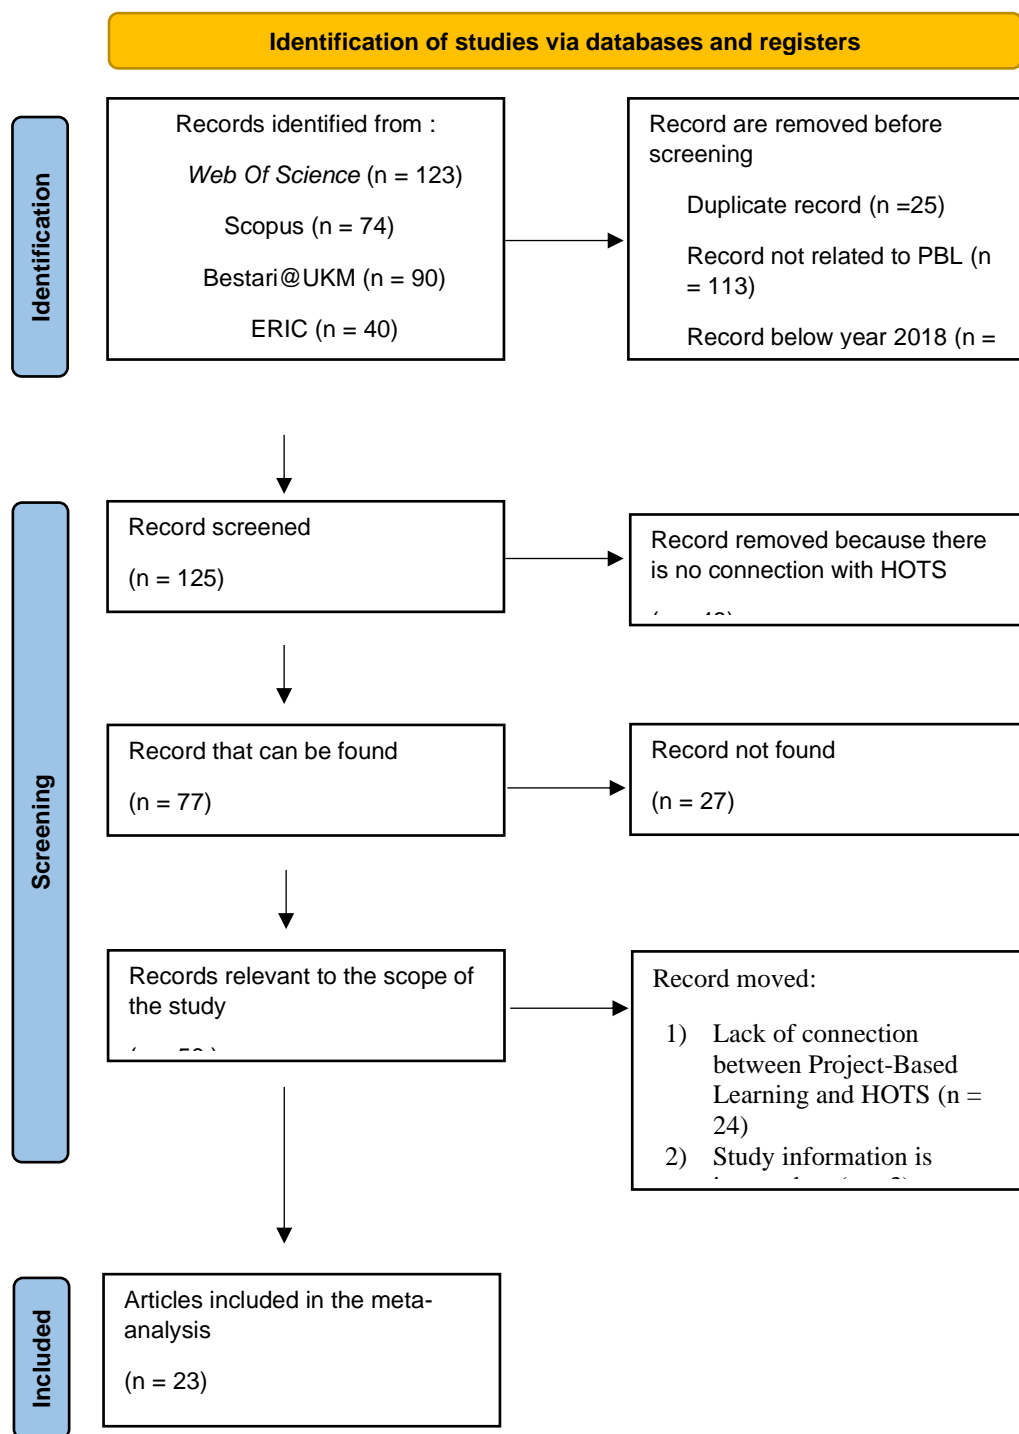 Identification of studies via databases and registers
Identification
Records identified from :
Web Of Science (n = 123)
Scopus (n = 74)
Bestari@UKM (n = 90)
ERIC (n = 40)
Record are removed before
screening
Duplicate record (n =25)
Record not related to PBL (n
= 113)
Record below year 2018 (n =
Screening
Record screened
(n = 125)
Record removed because there
is no connection with HOTS
Record that can be found
(n = 77)
Record not found
(n = 27)
Records relevant to the scope of
the study
Record moved:
1) Lack of connection
between Project-Based
Learning and HOTS (n =
24)
2) Study information is
Included
Articles included in the meta-
analysis
(n = 23)